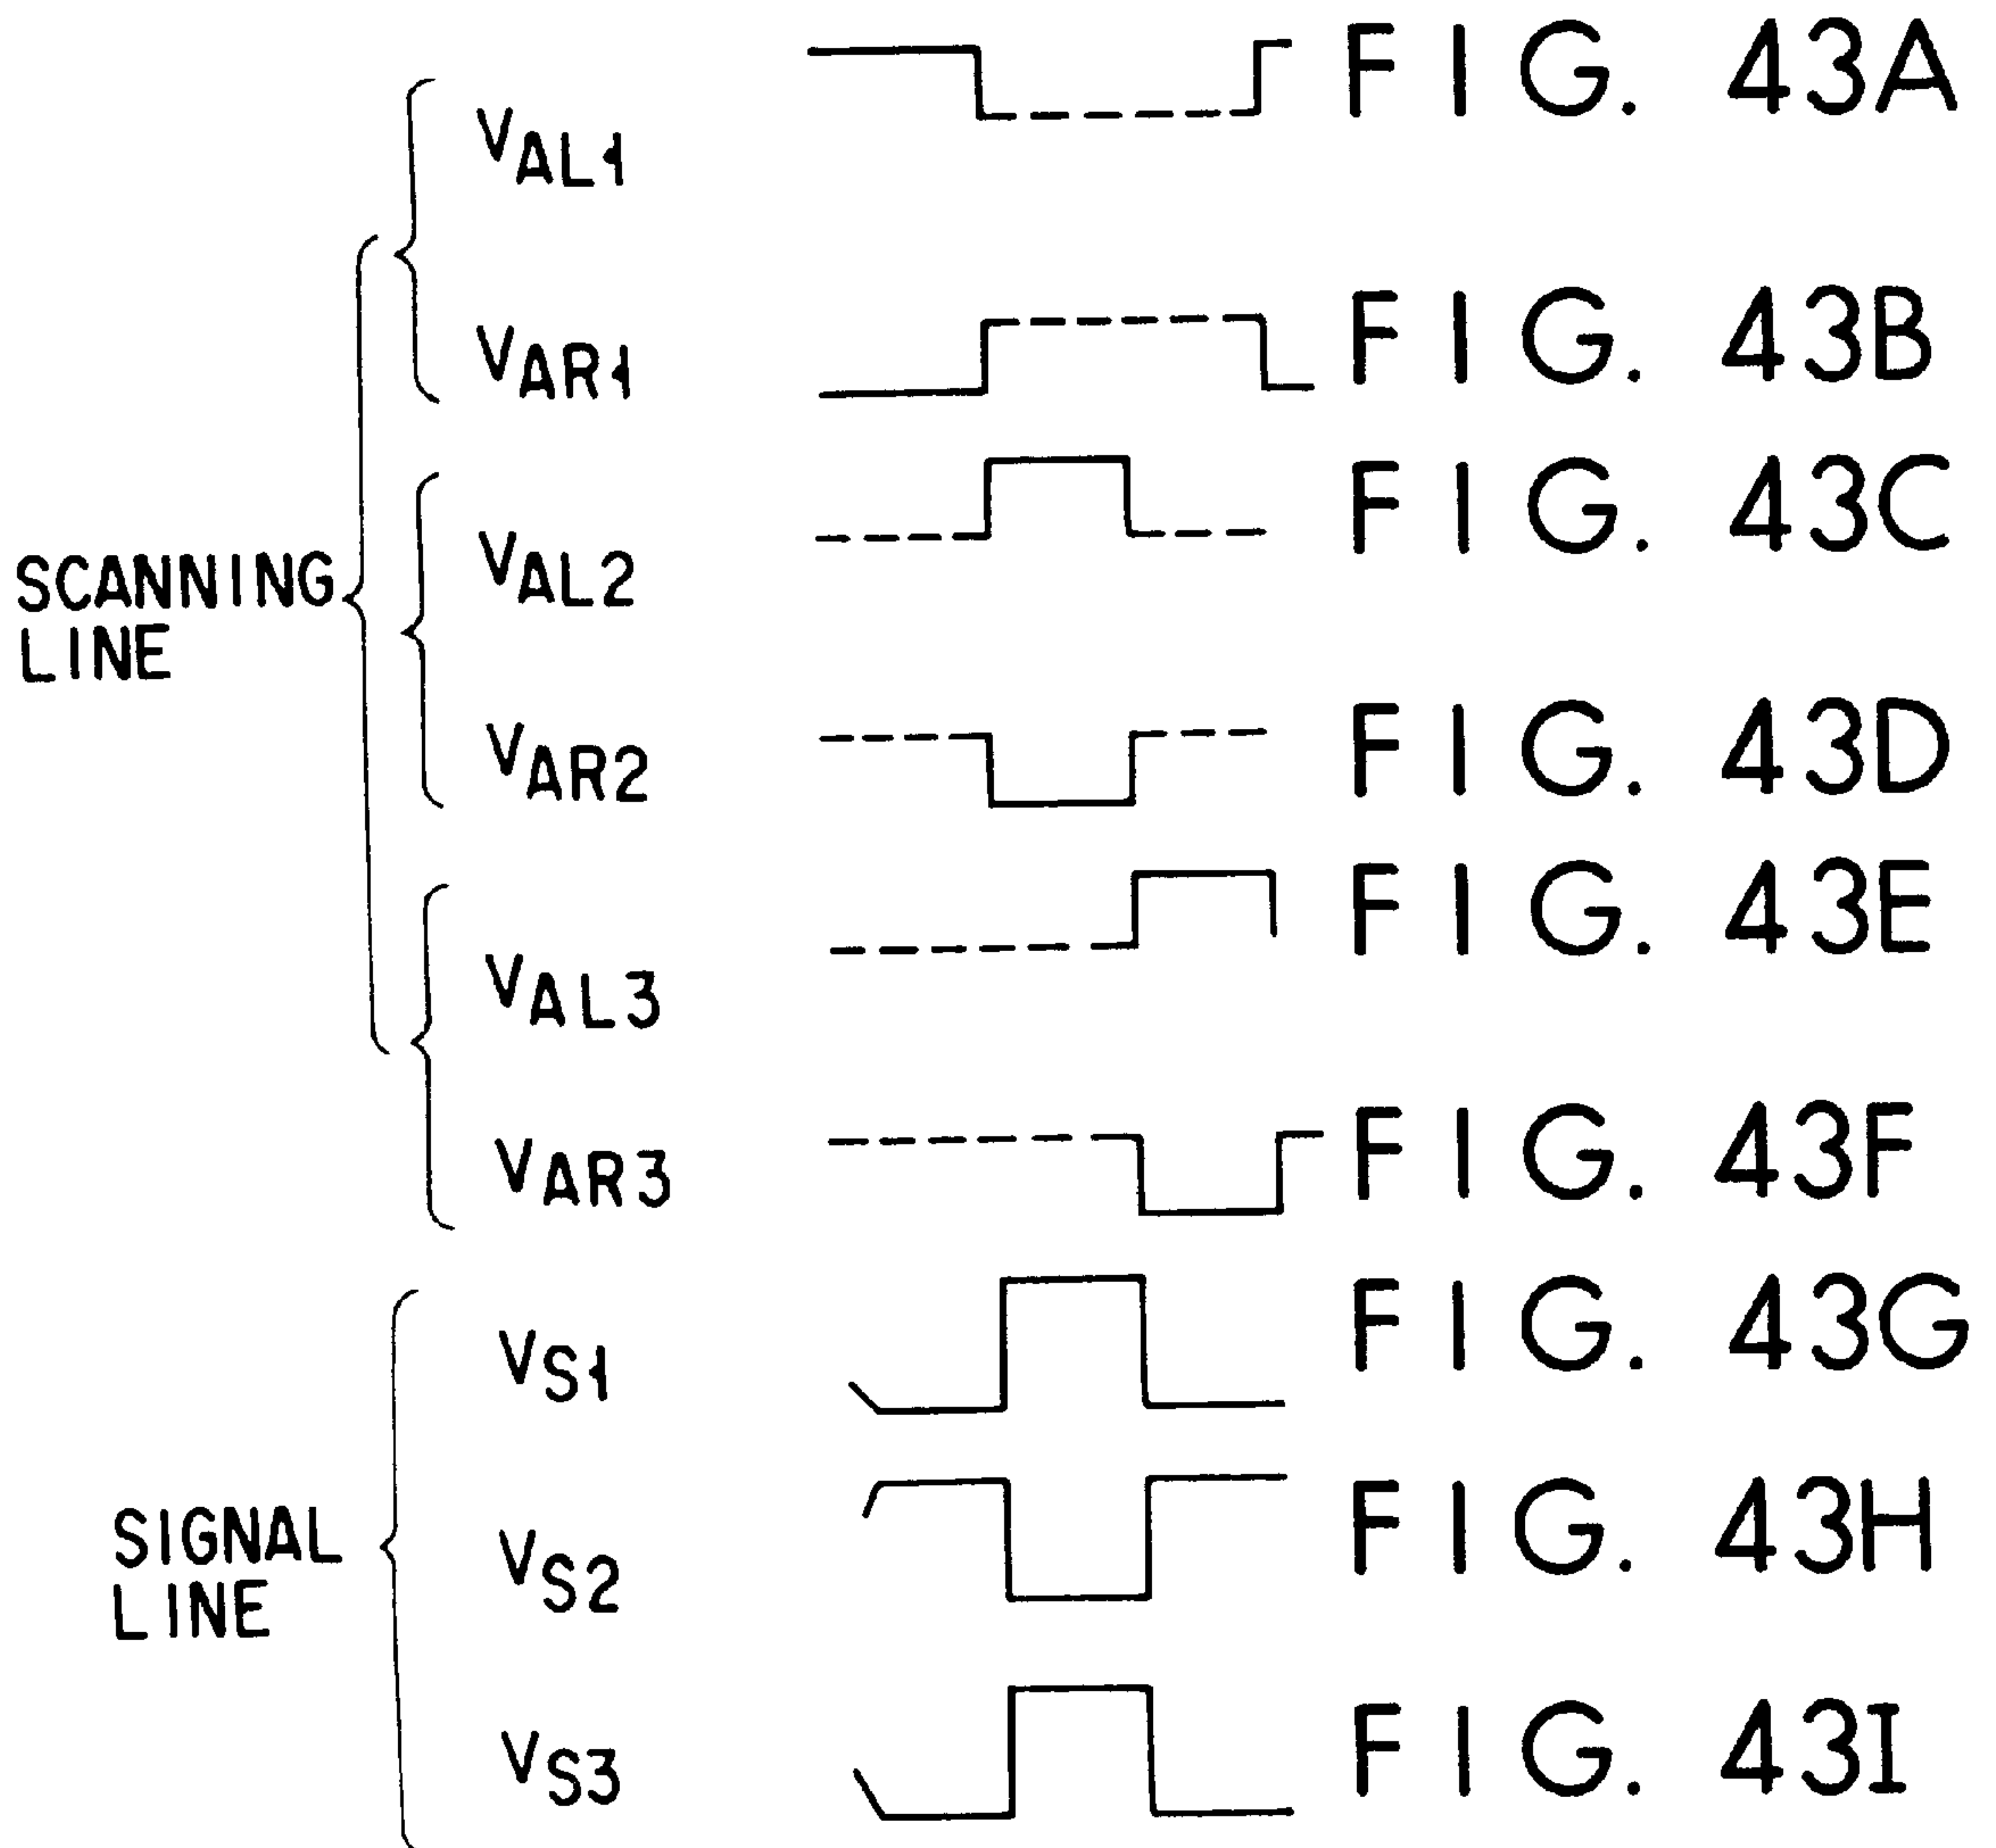 FIG. 43A
VAL1
FIG. 43B
VAR1
FIG. 43C
VAL2
SCANNING
LINE
FIG. 43D
VAR2
FIG. 43E
VAL3
FIG. 43F
VAR3
FIG. 43G
VS1
FIG. 43H
VS2
SIGNAL
LINE
FIG. 43I
VS3